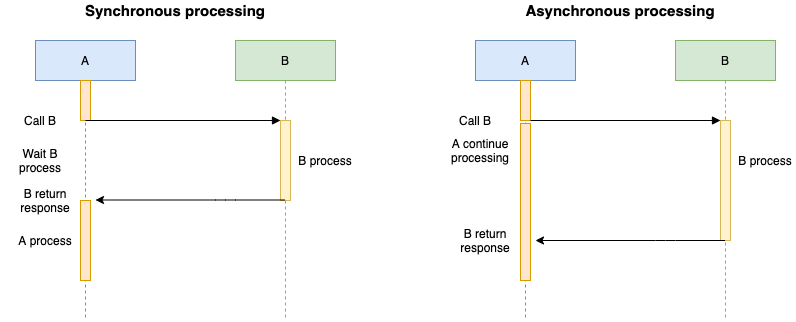 Synchronous processing
A
B
Call B
Wait B
process
B process
B return
response
A process
Asynchronous processing
A
B
Call B
A continue
processing
B process
B return
response